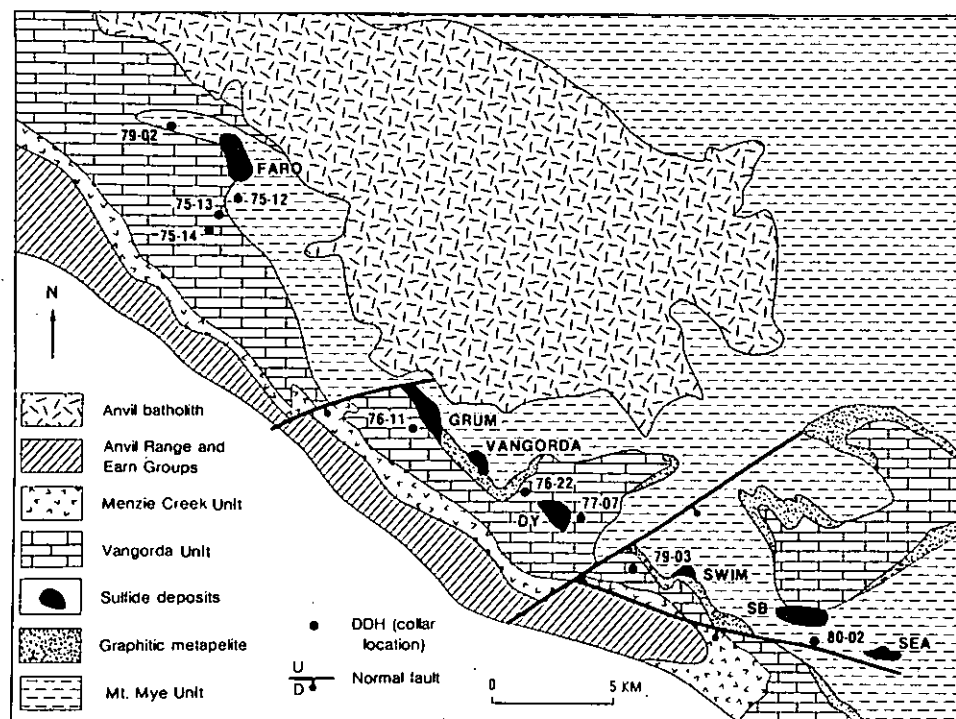 79-02
FARO
75-13
75-12
75-14
N
Anvil batholith
Anvil Range and
Earn Groups
Menzie Creek Unit
Vangorda Unit
Sulfide deposits
Graphitic metapelite
Mt. Mye Unit
76-11
GRUM
VANGORDA
76-22
77-07
DY
79-03
SWIM
SB
80-02
SEA
DDH (collar
location)
U
D
Normal fault
0
5 KM